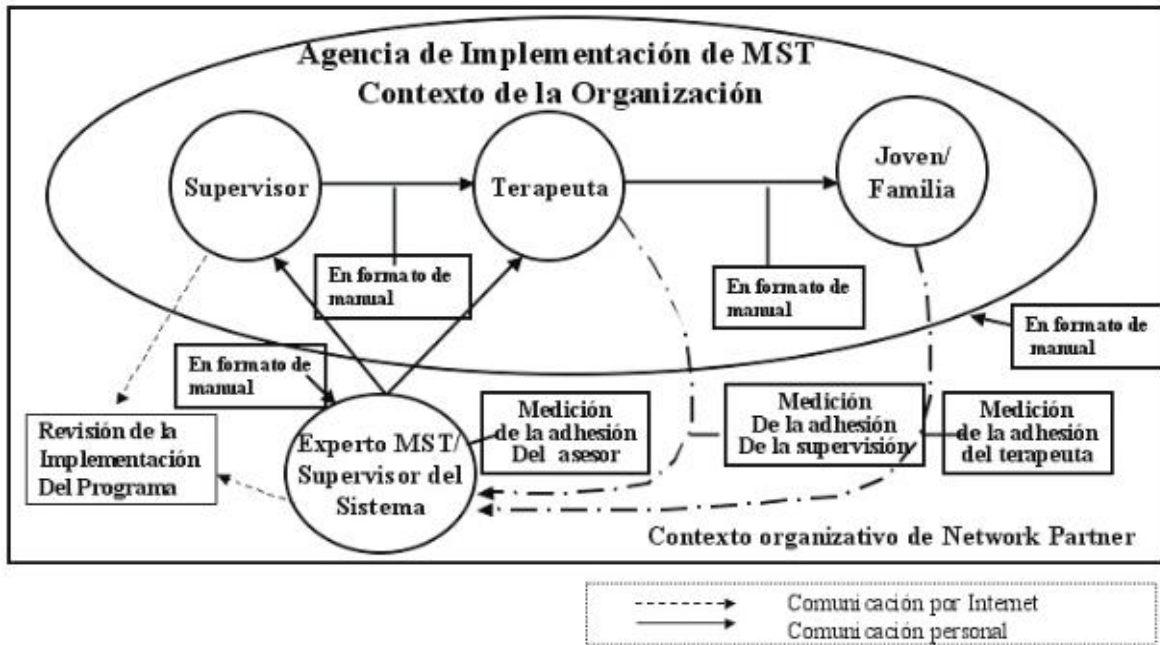 Agencia de Implementación de MST
Contexto de la Organización
Supervisor
Terapeuta
Joven/
Familia
En formato de
manual
En formato de
manual
En formato de
manual
En formato de
manual
Revisión de la
Implementación
Del Programa
Experto MST/
Supervisor del
Sistema
Medición
de la adhesión
Del asesor
Medición
De la adhesión
De la supervisión
Medición
de la adhesión
del terapeuta
Contexto organizativo de Network Partner
Comunicación por Internet
Comunicación personal